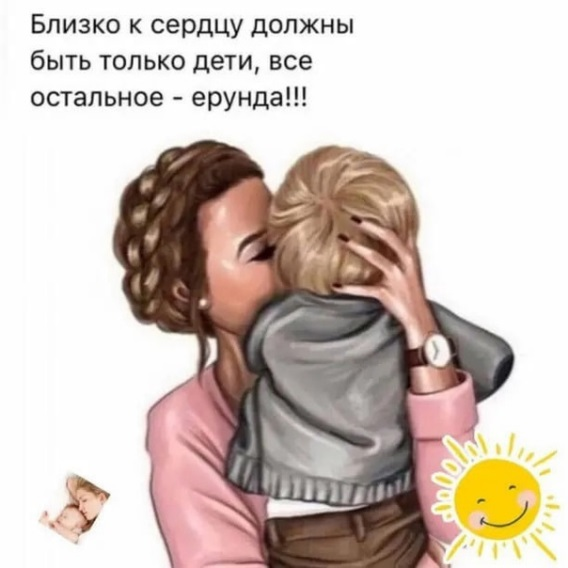 Близко к сердцу должны
быть только дети, все
остальное - ерунда!!!